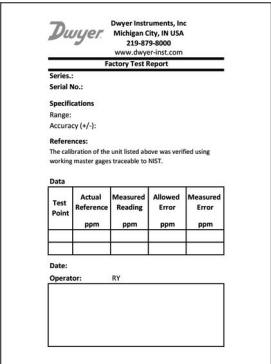 Dwyer
Dwyer Instruments, Inc
Michigan City, IN USA
219-879-8000
www.dwyer-inst.com
Factory Test Report
Series.:
Serial No.:
Specifications
Range:
Accuracy (+/-):
References:
The calibration of the unit listed above was verified using
working master gages traceable to NIST.
Data
Test Point Actual Reference ppm Measured Reading ppm Allowed Error ppm Measured Error ppm
Date:
Operator: RY